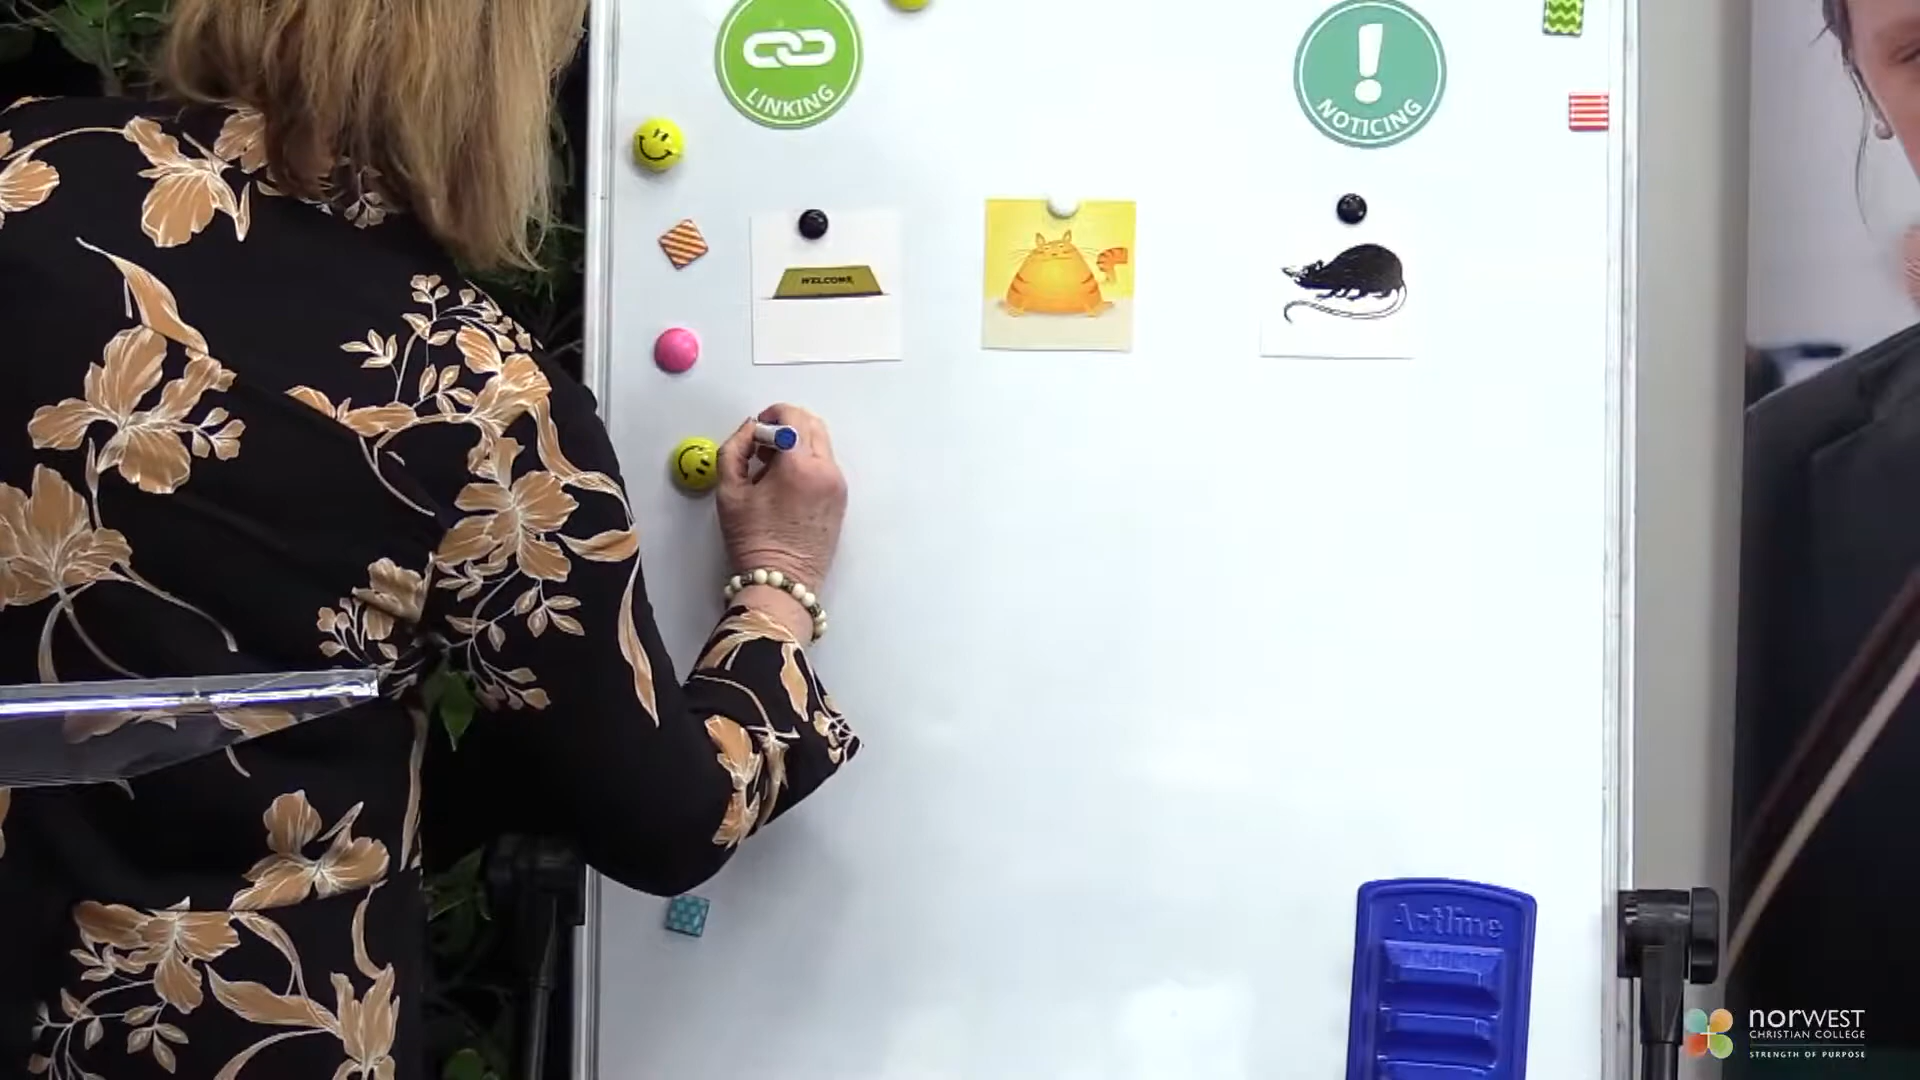 LINKING
NOTICING
WELCOME
Artline
norwest
CHRISTIAN COLLEGE
STRENGTH OF PURPOSE